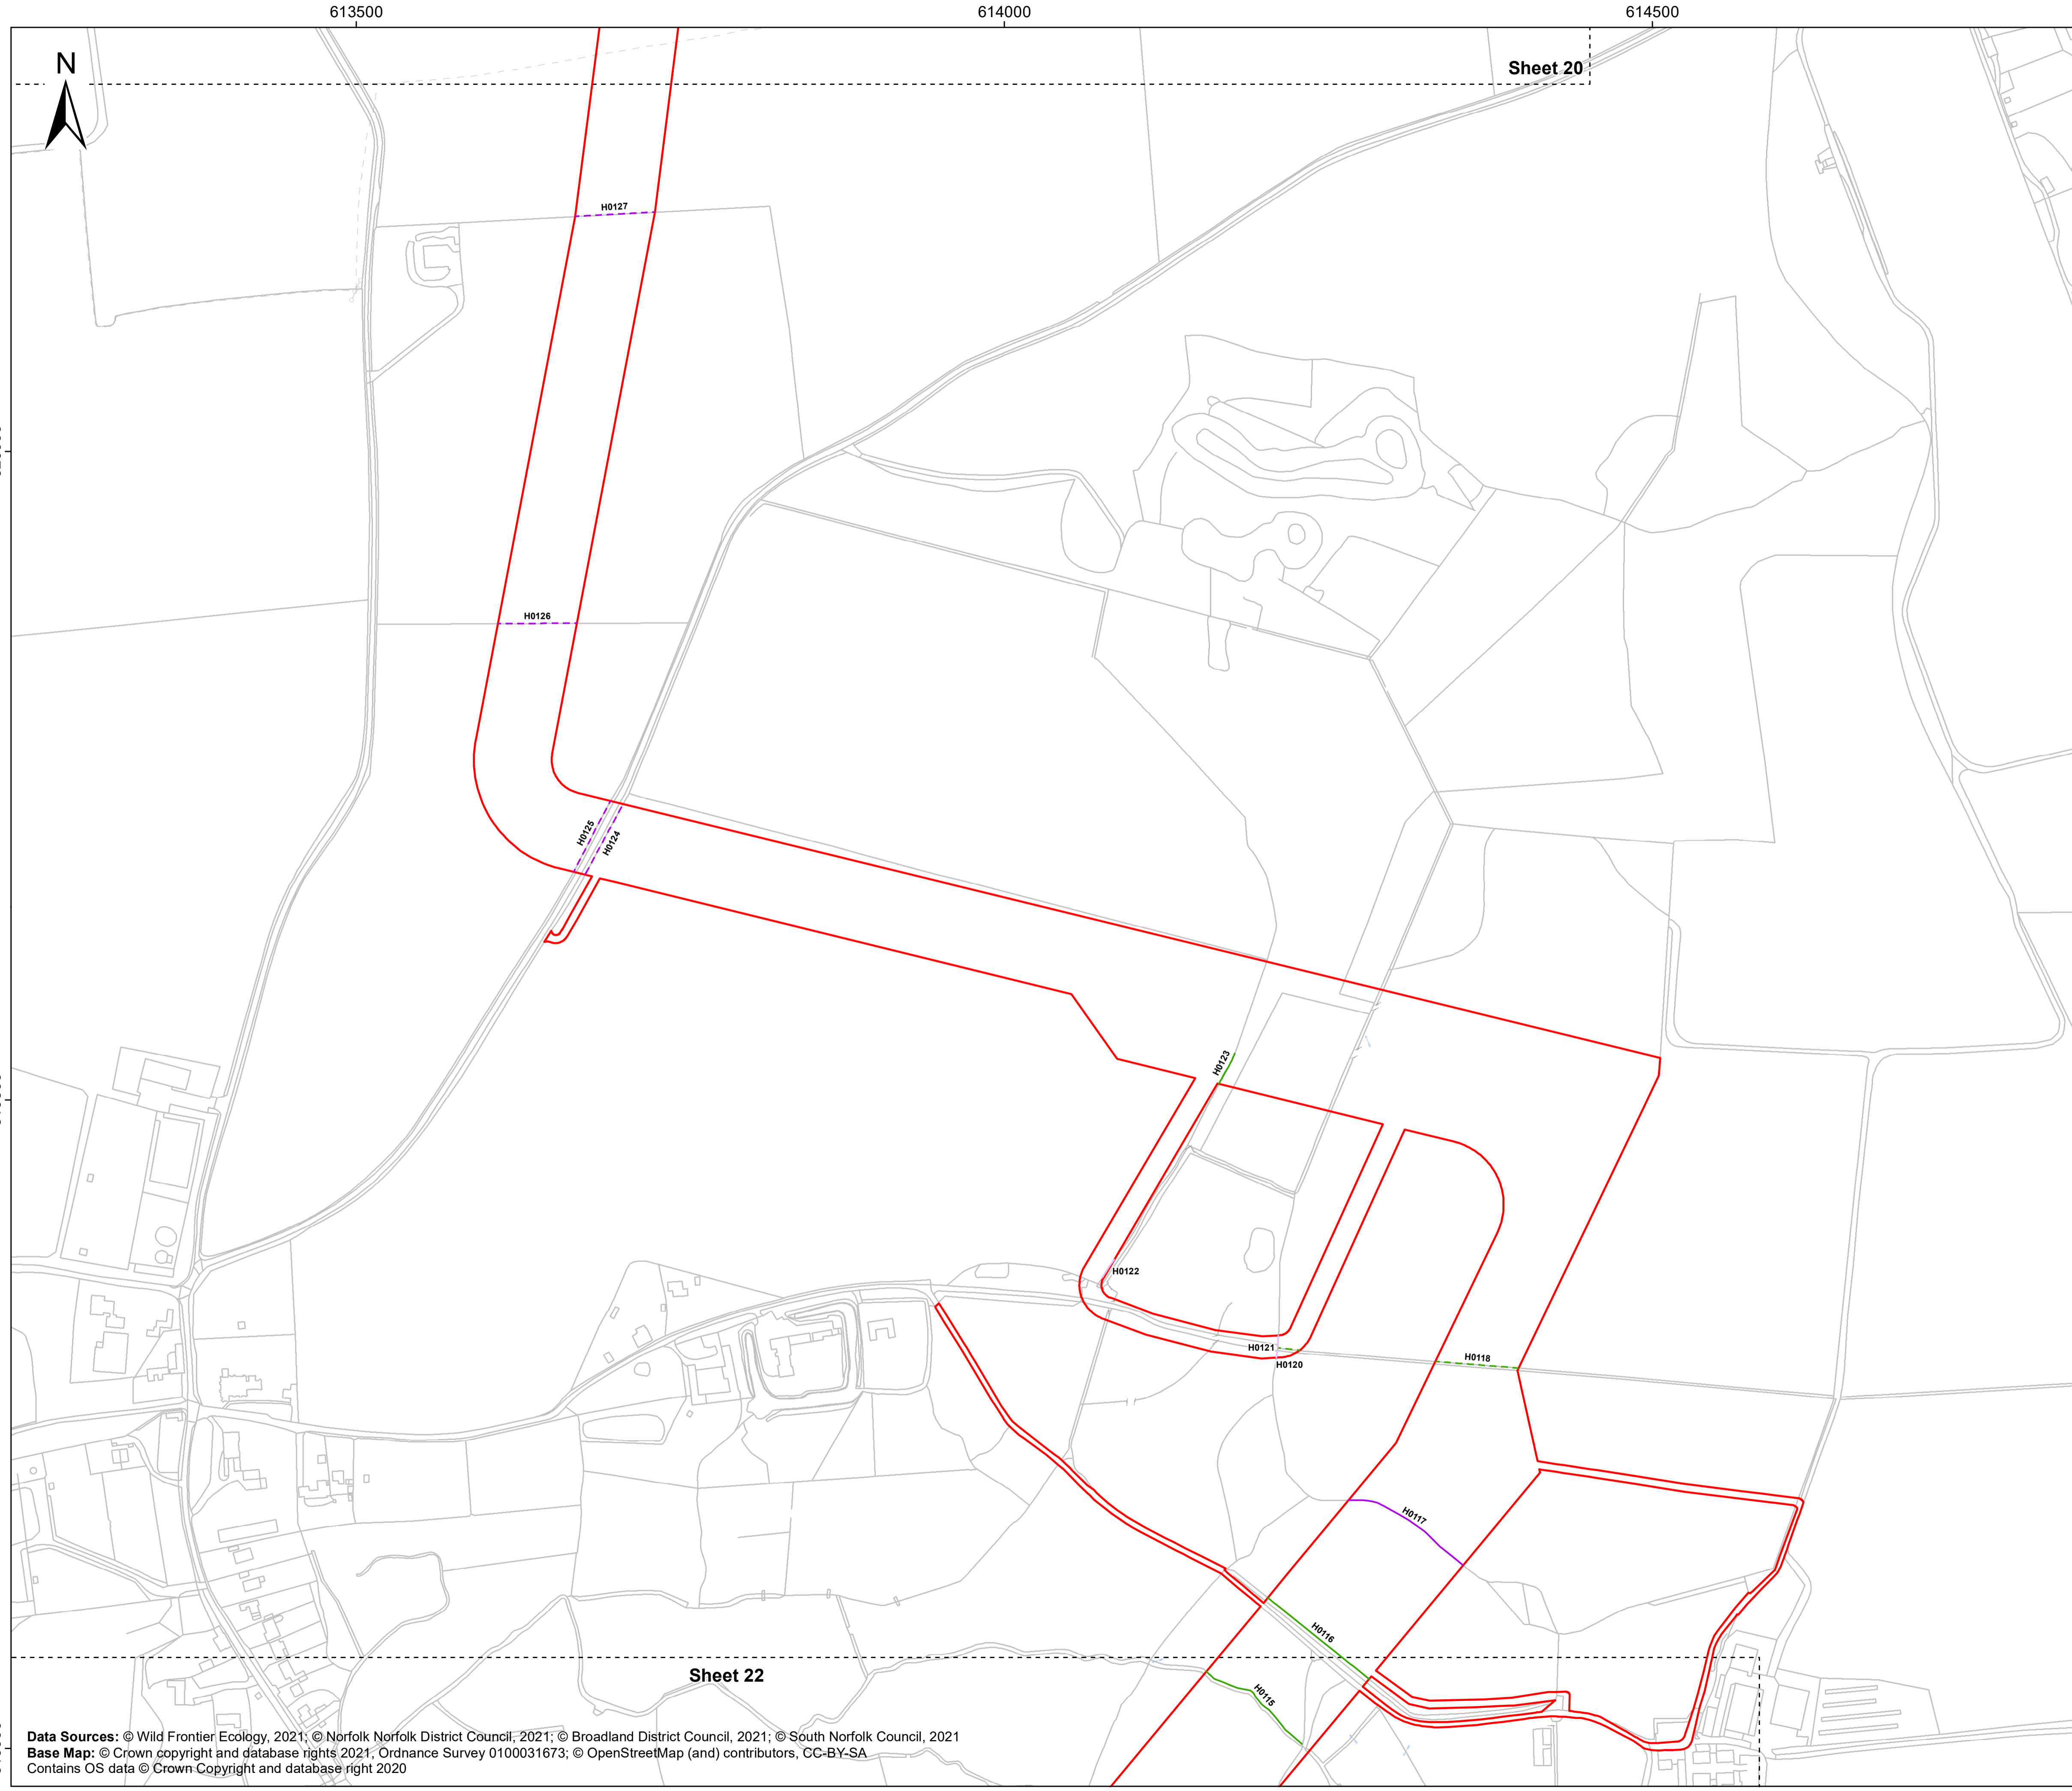 613500
614000
614500
N
Sheet 20
H0127
H0126
H0125
H0124
H0123
H0122
H0121
H0120
H0118
H0117
H0116
H0115
Sheet 22
Data Sources: © Wild Frontier Ecology, 2021; © Norfolk Norfolk District Council, 2021; © Broadland District Council, 2021; © South Norfolk Council, 2021
Base Map: © Crown copyright and database rights 2021, Ordnance Survey 0100031673; © OpenStreetMap (and) contributors, CC-BY-SA
Contains OS data © Crown Copyright and database right 2020